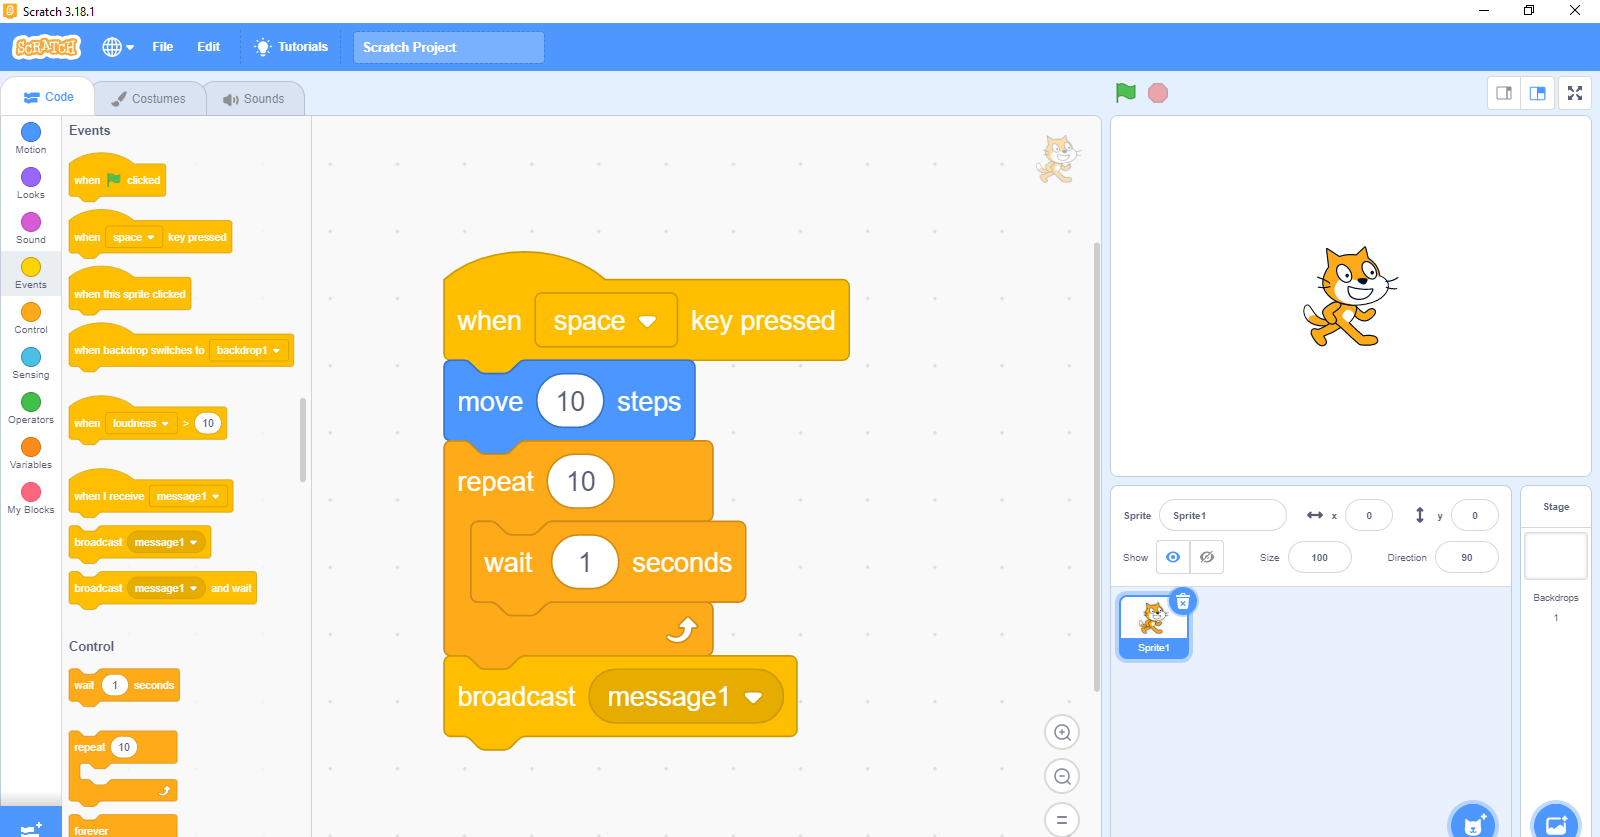 Scratch 3.18.1
SCRATCH
File
Edit
Tutorials
Scratch Project
Code
Costumes
Sounds
Motion
Looks
Sound
Events
Control
Sensing
Operators
Variables
My Blocks
Events
when clicked
when space key pressed
when this sprite clicked
when backdrop switches to backdrop1
when loudness > 10
when I receive message1
broadcast message1
broadcast message1 and wait
Control
wait 1 seconds
repeat 10
forever
when space key pressed
move 10 steps
repeat 10
wait 1 seconds
broadcast message1
Sprite Sprite1 x 0 y 0
Show Size 100 Direction 90
Sprite1
Stage
Backdrops
1